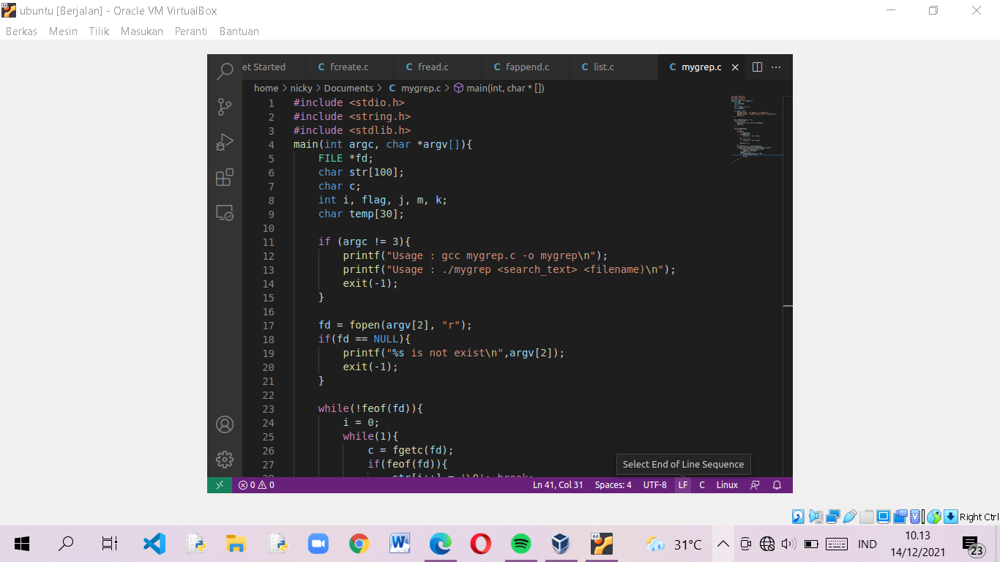 ubuntu [Berjalan] - Oracle VM VirtualBox
Berkas Mesin Tilik Masukan Peranti Bantuan
et Started fcreate.c fread.c fappend.c list.c mygrep.c
home > nicky > Documents > C mygrep.c > main(int, char * [])
1 #include <stdio.h>
2 #include <string.h>
3 #include <stdlib.h>
4 main(int argc, char *argv[]){
5 FILE *fd;
6 char str[100];
7 char c;
8 int i, flag, j, m, k;
9 char temp[30];
10
11 if (argc != 3){
12 printf("Usage : gcc mygrep.c -o mygrep\n");
13 printf("Usage : ./mygrep <search_text> <filename)\n");
14 exit(-1);
15 }
16
17 fd = fopen(argv[2], "r");
18 if(fd == NULL){
19 printf("%s is not exist\n",argv[2]);
20 exit(-1);
21 }
22
23 while(!feof(fd)){
24 i = 0;
25 while(1){
26 c = fgetc(fd);
27 if(feof(fd)){
28 str[i++] = '\0'; break;
Select End of Line Sequence
0 0 Ln 41, Col 31 Spaces: 4 UTF-8 LF C Linux
Right Ctrl
31°C IND 10.13
14/12/2021 23